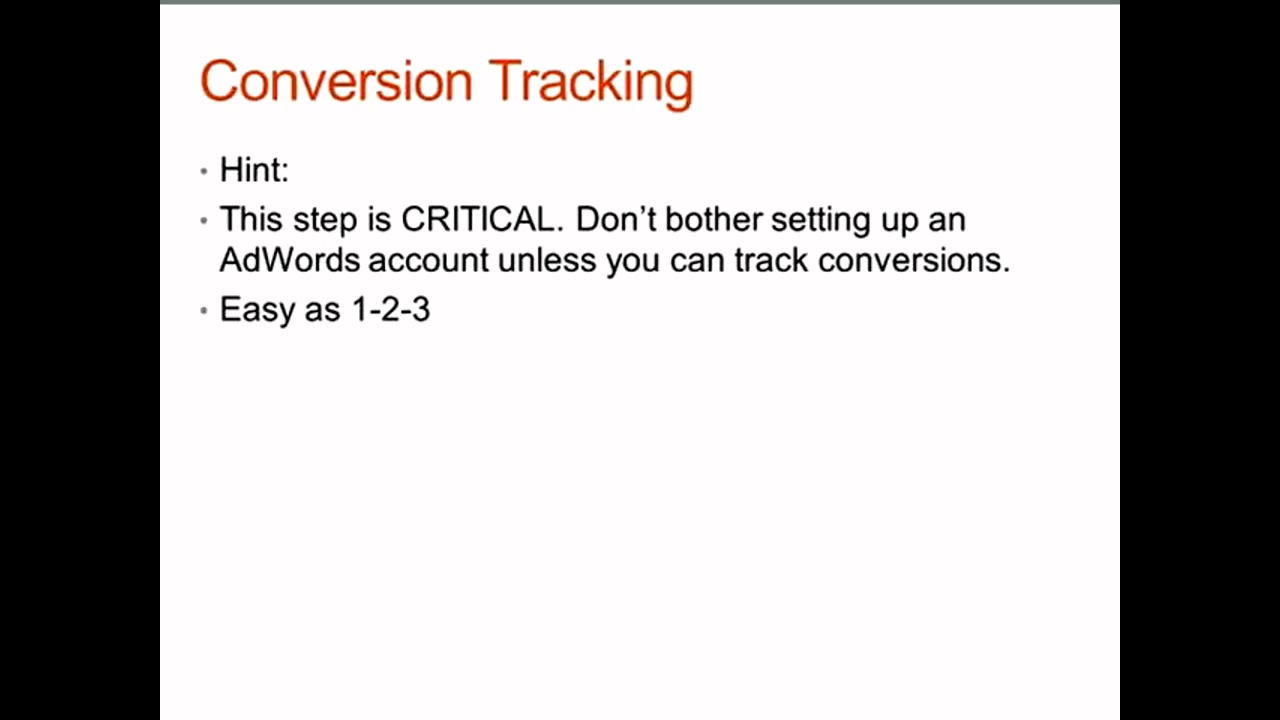 Conversion Tracking
• Hint:
• This step is CRITICAL. Don’t bother setting up an
AdWords account unless you can track conversions.
• Easy as 1-2-3